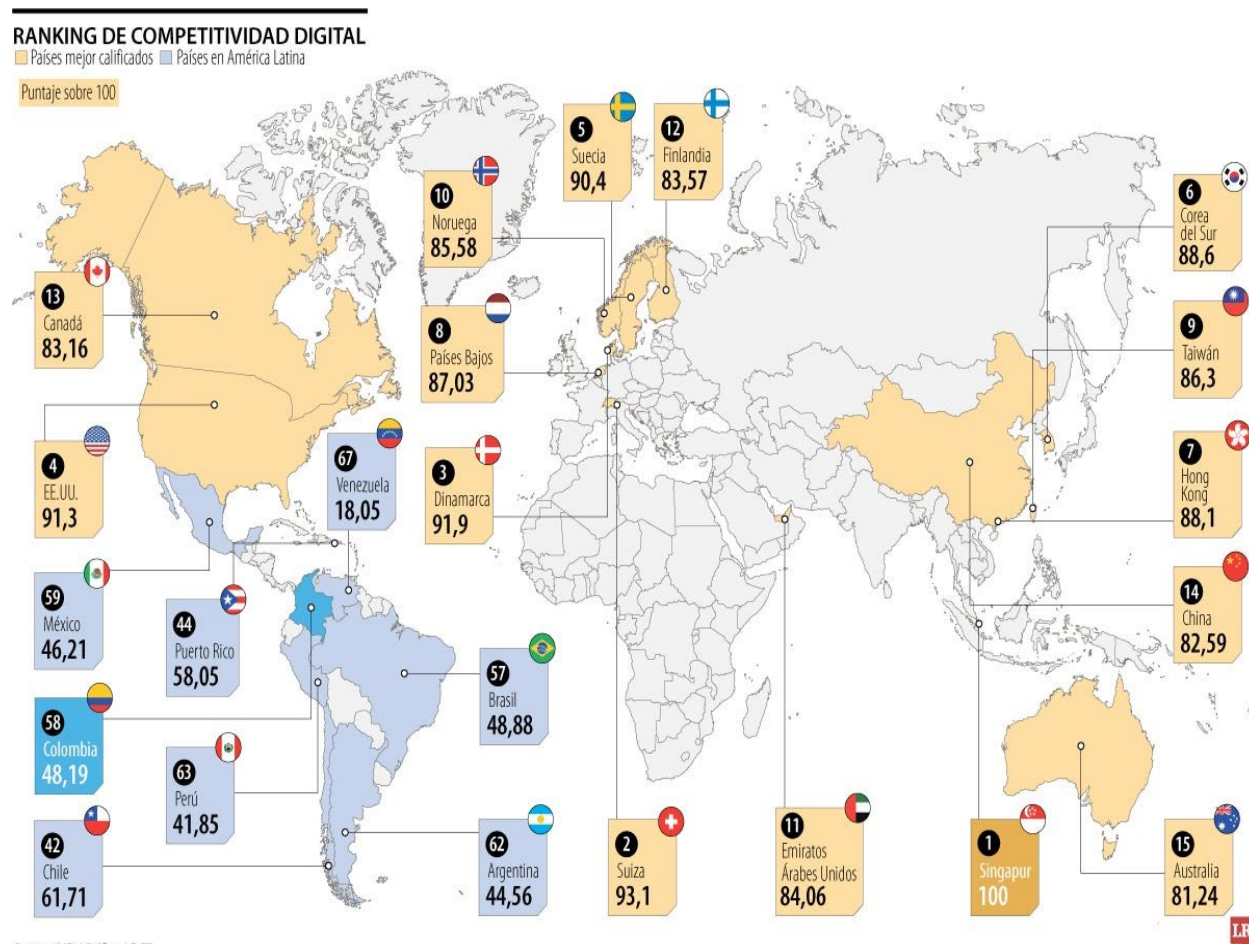 RANKING DE COMPETITIVIDAD DIGITAL
Países mejor calificados
Países en América Latina
Puntaje sobre 100
5
Suecia
90,4
12
Finlandia
83,57
10
Noruega
85,58
6
Corea
del Sur
88,6
13
Canadá
83,16
8
Países Bajos
87,03
9
Taiwán
86,3
4
EE.UU.
91,3
67
Venezuela
18,05
3
Dinamarca
91,9
7
Hong
Kong
88,1
59
México
46,21
44
Puerto Rico
58,05
14
China
82,59
57
Brasil
48,88
58
Colombia
48,19
63
Perú
41,85
42
Chile
61,71
62
Argentina
44,56
2
Suiza
93,1
11
Emiratos
Árabes Unidos
84,06
1
Singapur
100
15
Australia
81,24
LR